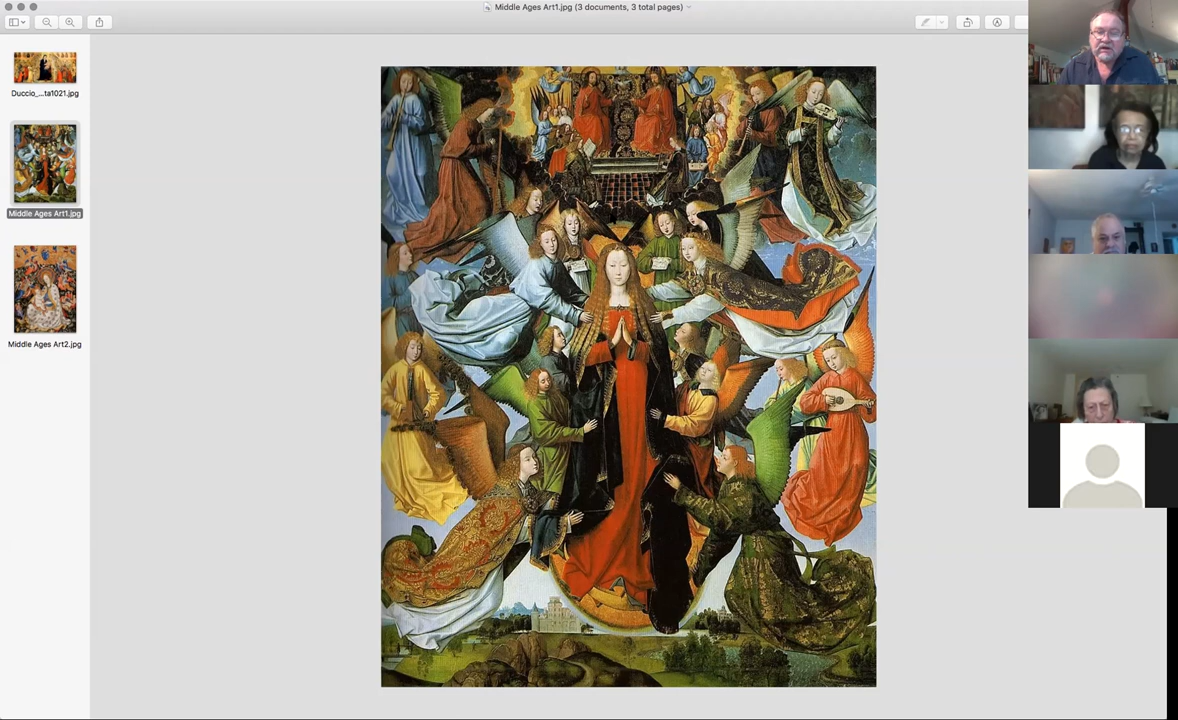 Middle Ages Art1.jpg (3 documents, 3 total pages)
Duccio_...ta1021.jpg
Middle Ages Art1.jpg
Middle Ages Art2.jpg